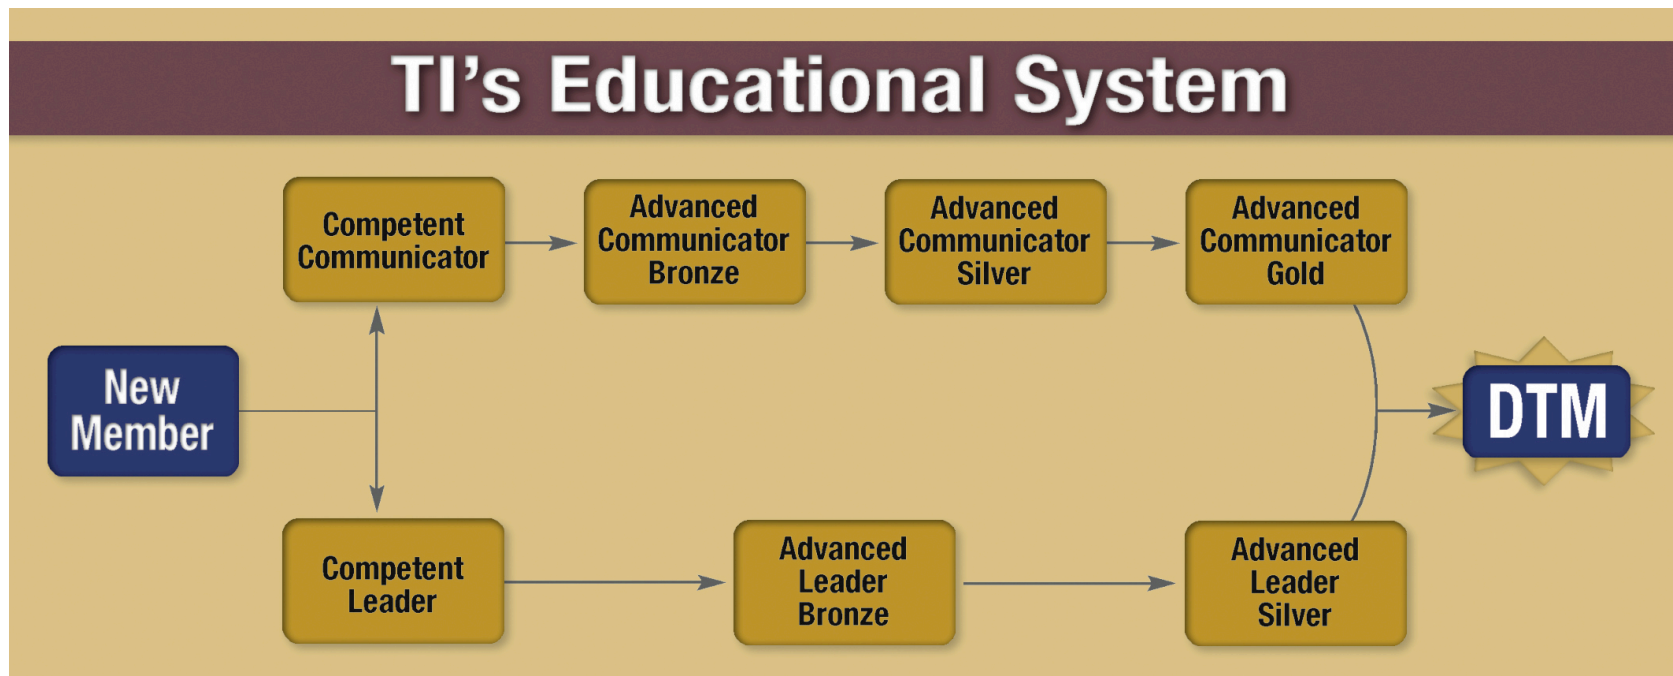 TI's Educational System
Competent
Communicator
Advanced
Communicator
Bronze
Advanced
Communicator
Silver
Advanced
Communicator
Gold
New
Member
DTM
Competent
Leader
Advanced
Leader
Bronze
Advanced
Leader
Silver